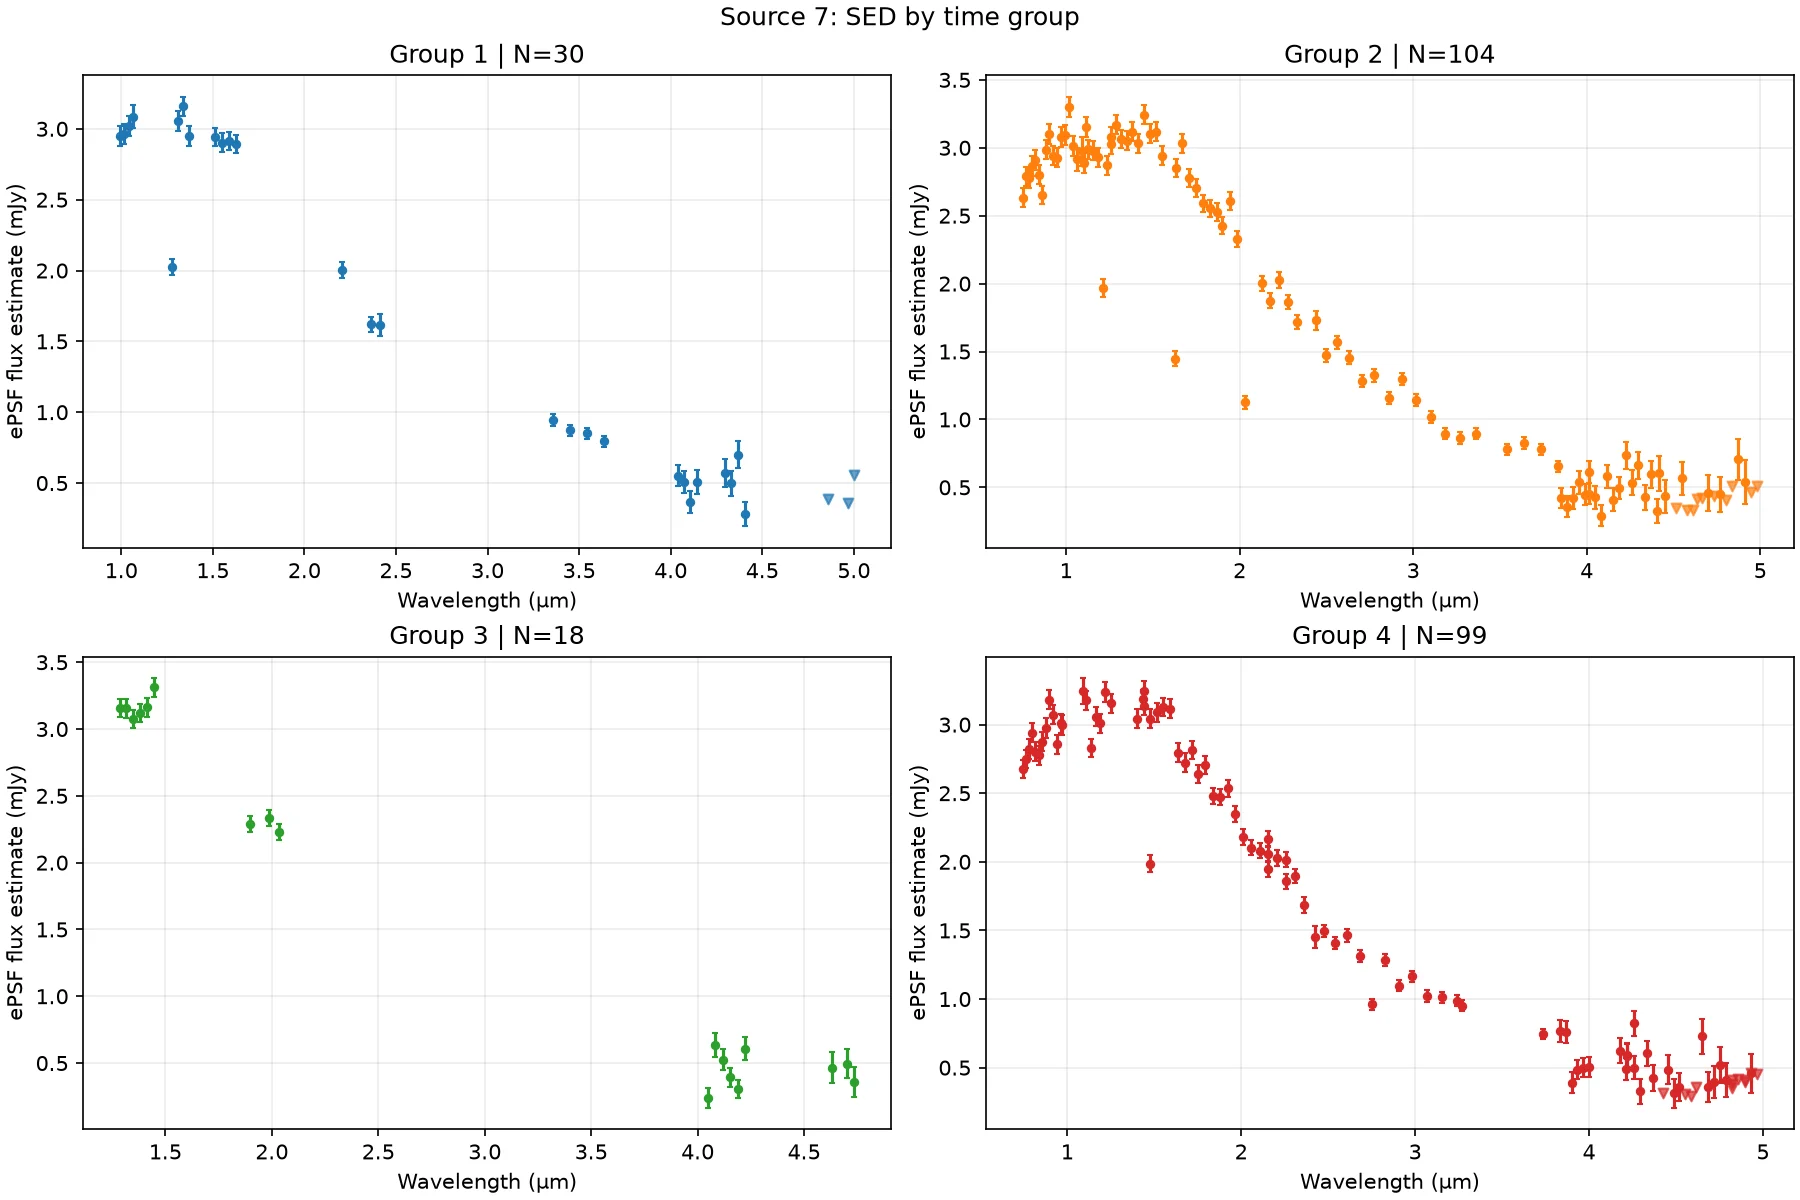 Source 7: SED by time group
Group 1 | N=30
3.0
2.5
2.0
1.5
1.0
0.5
ePSF flux estimate (mJy)
1.0 1.5 2.0 2.5 3.0 3.5 4.0 4.5 5.0
Wavelength (μm)
Group 2 | N=104
3.5
3.0
2.5
2.0
1.5
1.0
0.5
ePSF flux estimate (mJy)
1 2 3 4 5
Wavelength (μm)
Group 3 | N=18
3.5
3.0
2.5
2.0
1.5
1.0
0.5
ePSF flux estimate (mJy)
1.5 2.0 2.5 3.0 3.5 4.0 4.5
Wavelength (μm)
Group 4 | N=99
3.0
2.5
2.0
1.5
1.0
0.5
ePSF flux estimate (mJy)
1 2 3 4 5
Wavelength (μm)